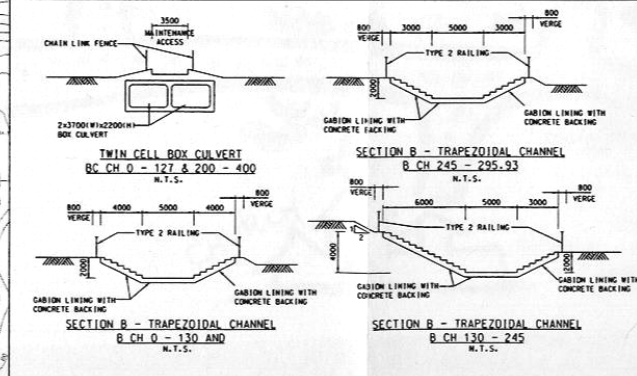 3500
MAINTENANCE
ACCESS
CHAIN LINK FENCE
2x3700(W)x2200(H)
BOX CULVERT
TWIN CELL BOX CULVERT
BC CH 0 - 127 & 200 - 400
N.T.S.
800
VERGE
3000
5000
3000
800
VERGE
TYPE 2 RAILING
2000
GABION LINING WITH
CONCRETE BACKING
GABION LINING WITH
CONCRETE BACKING
SECTION B - TRAPEZOIDAL CHANNEL
B CH 245 - 295.93
N.T.S.
800
VERGE
4000
5000
4000
800
VERGE
TYPE 2 RAILING
2000
GABION LINING WITH
CONCRETE BACKING
GABION LINING WITH
CONCRETE BACKING
SECTION B - TRAPEZOIDAL CHANNEL
B CH 0 - 130 AND
N.T.S.
800
VERGE
6000
5000
3000
800
VERGE
TYPE 2 RAILING
1
2
4000
2000
GABION LINING WITH
CONCRETE BACKING
GABION LINING WITH
CONCRETE BACKING
SECTION B - TRAPEZOIDAL CHANNEL
B CH 130 - 245
N.T.S.